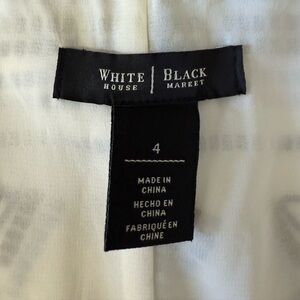 WHITE | BLACK
HOUSE MARKET
4
MADE IN
CHINA
HECHO EN
CHINA
FABRIQUÉ EN
CHINE